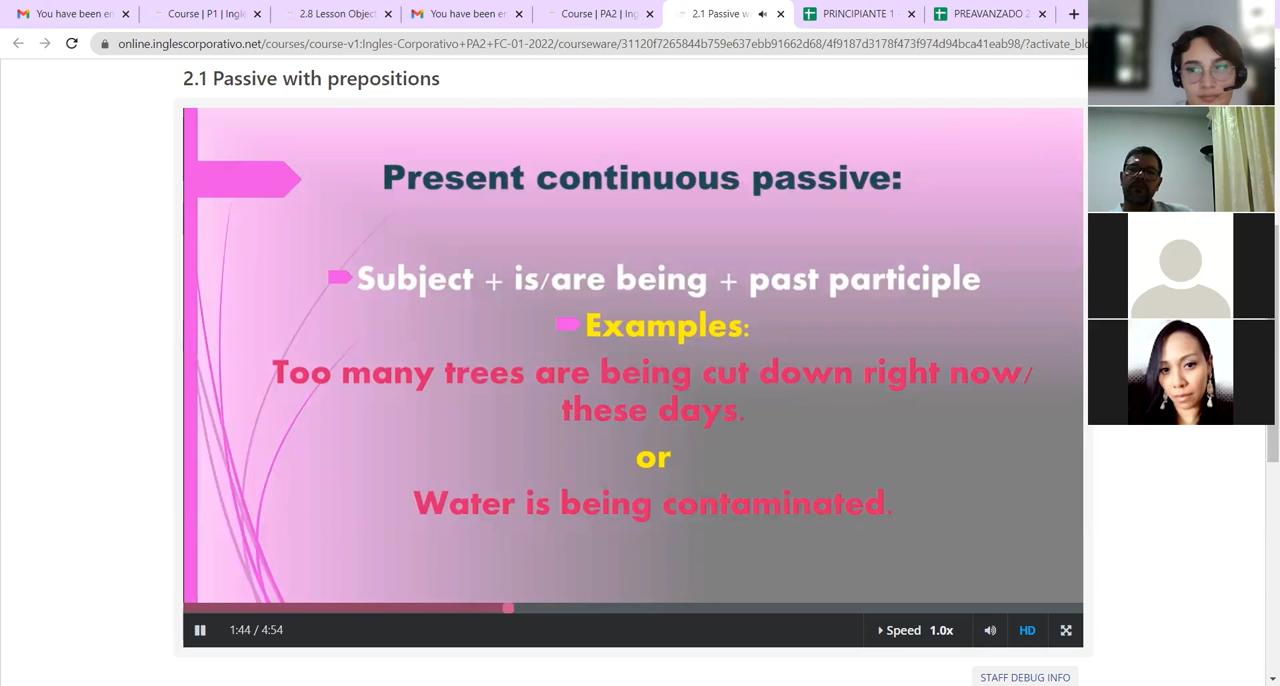 You have been en
Course | P1 | Ingle
2.8 Lesson Objecti
You have been en
Course | PA2 | Ing
2.1 Passive w
PRINCIPIANTE 1 -
PREAVANZADO 2
online.inglescorporativo.net/courses/course-v1:Ingles-Corporativo+PA2+FC-01-2022/courseware/31120f7265844b759e637ebb91662d68/4f9187d3178f473f974d94bca41eab98/?activate_blo
2.1 Passive with prepositions
Present continuous passive:
Subject + is/are being + past participle
Examples:
Too many trees are being cut down right now/
these days.
or
Water is being contaminated.
1:44 / 4:54
Speed 1.0x
HD
STAFF DEBUG INFO